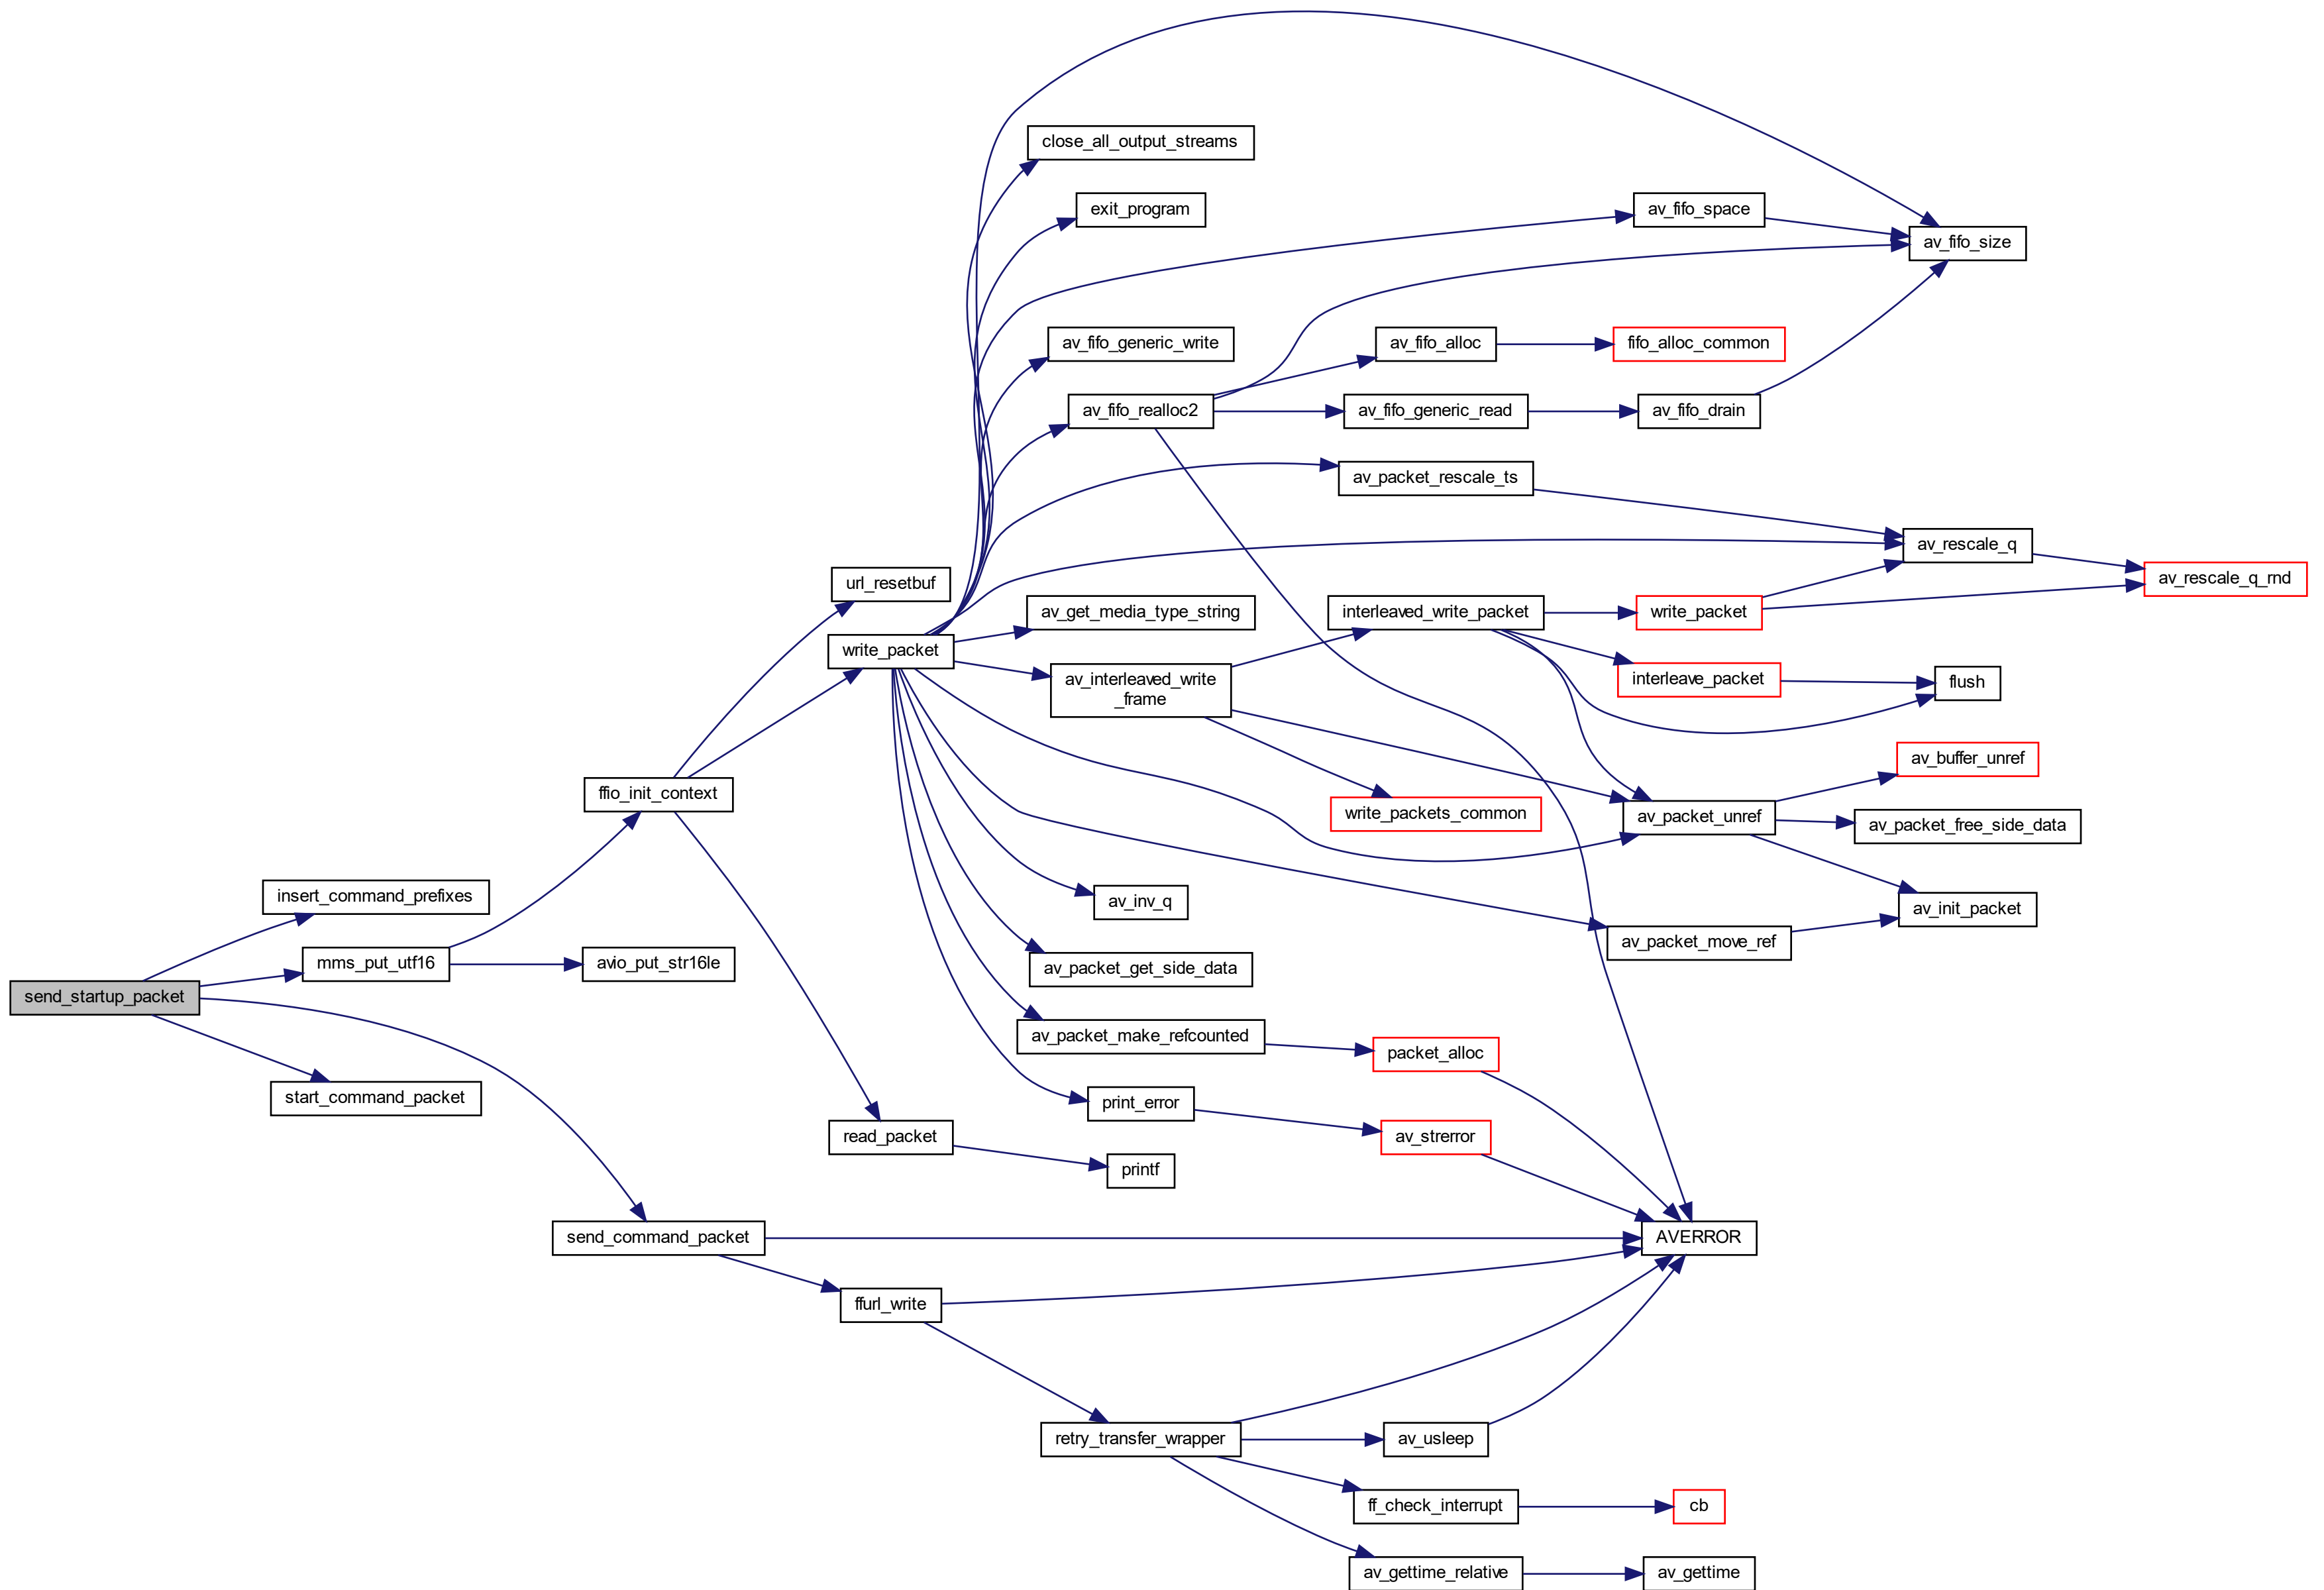 close_all_output_streams
exit_program
av_fifo_space
av_fifo_size
av_fifo_generic_write
av_fifo_alloc
fifo_alloc_common
av_fifo_realloc2
av_fifo_generic_read
av_fifo_drain
av_packet_rescale_ts
av_rescale_q
url_resetbuf
av_rescale_q_rnd
av_get_media_type_string
interleaved_write_packet
write_packet
write_packet
av_interleaved_write
_frame
interleave_packet
flush
av_buffer_unref
ffio_init_context
write_packets_common
av_packet_unref
av_packet_free_side_data
insert_command_prefixes
av_inv_q
av_init_packet
av_packet_move_ref
mms_put_utf16
avio_put_str16le
av_packet_get_side_data
send_startup_packet
av_packet_make_refcounted
packet_alloc
start_command_packet
print_error
read_packet
av_strerror
printf
send_command_packet
AVERROR
ffurl_write
retry_transfer_wrapper
av_usleep
ff_check_interrupt
cb
av_gettime_relative
av_gettime